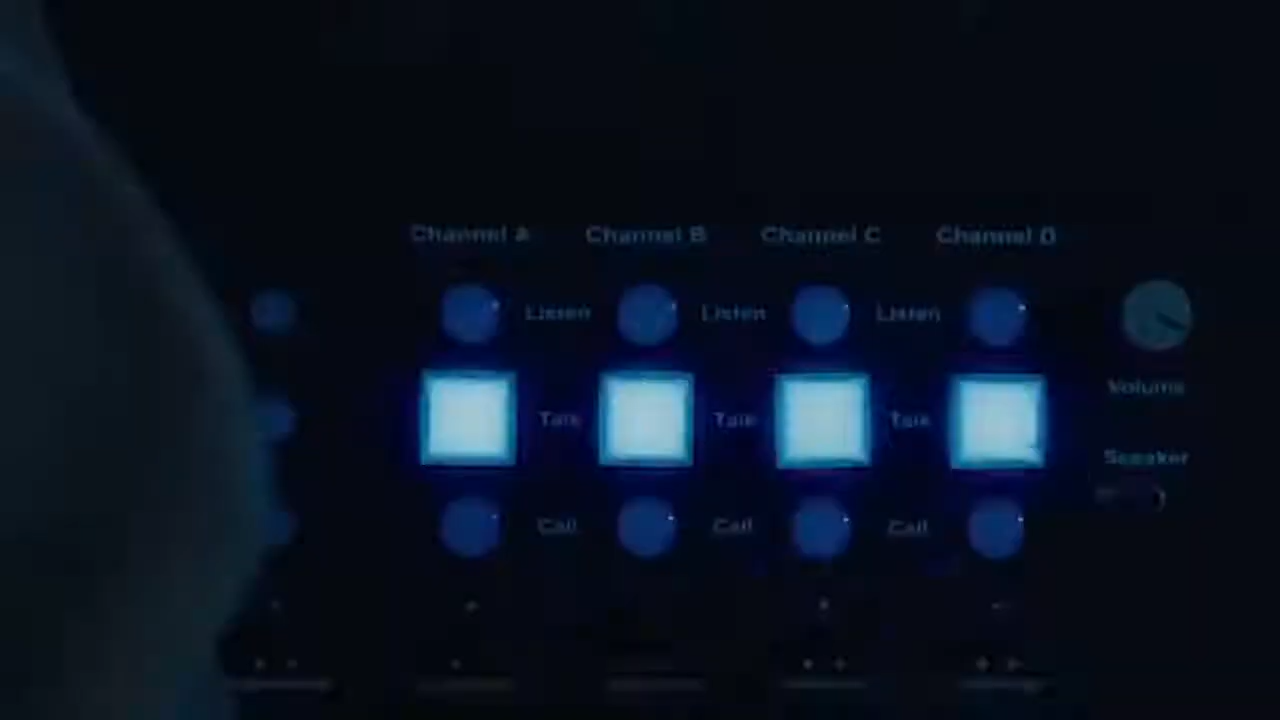 Channel A Channel B Channel C Channel D
Listen Listen Listen
Volume
Talk Talk Talk
Speaker
Call Call Call